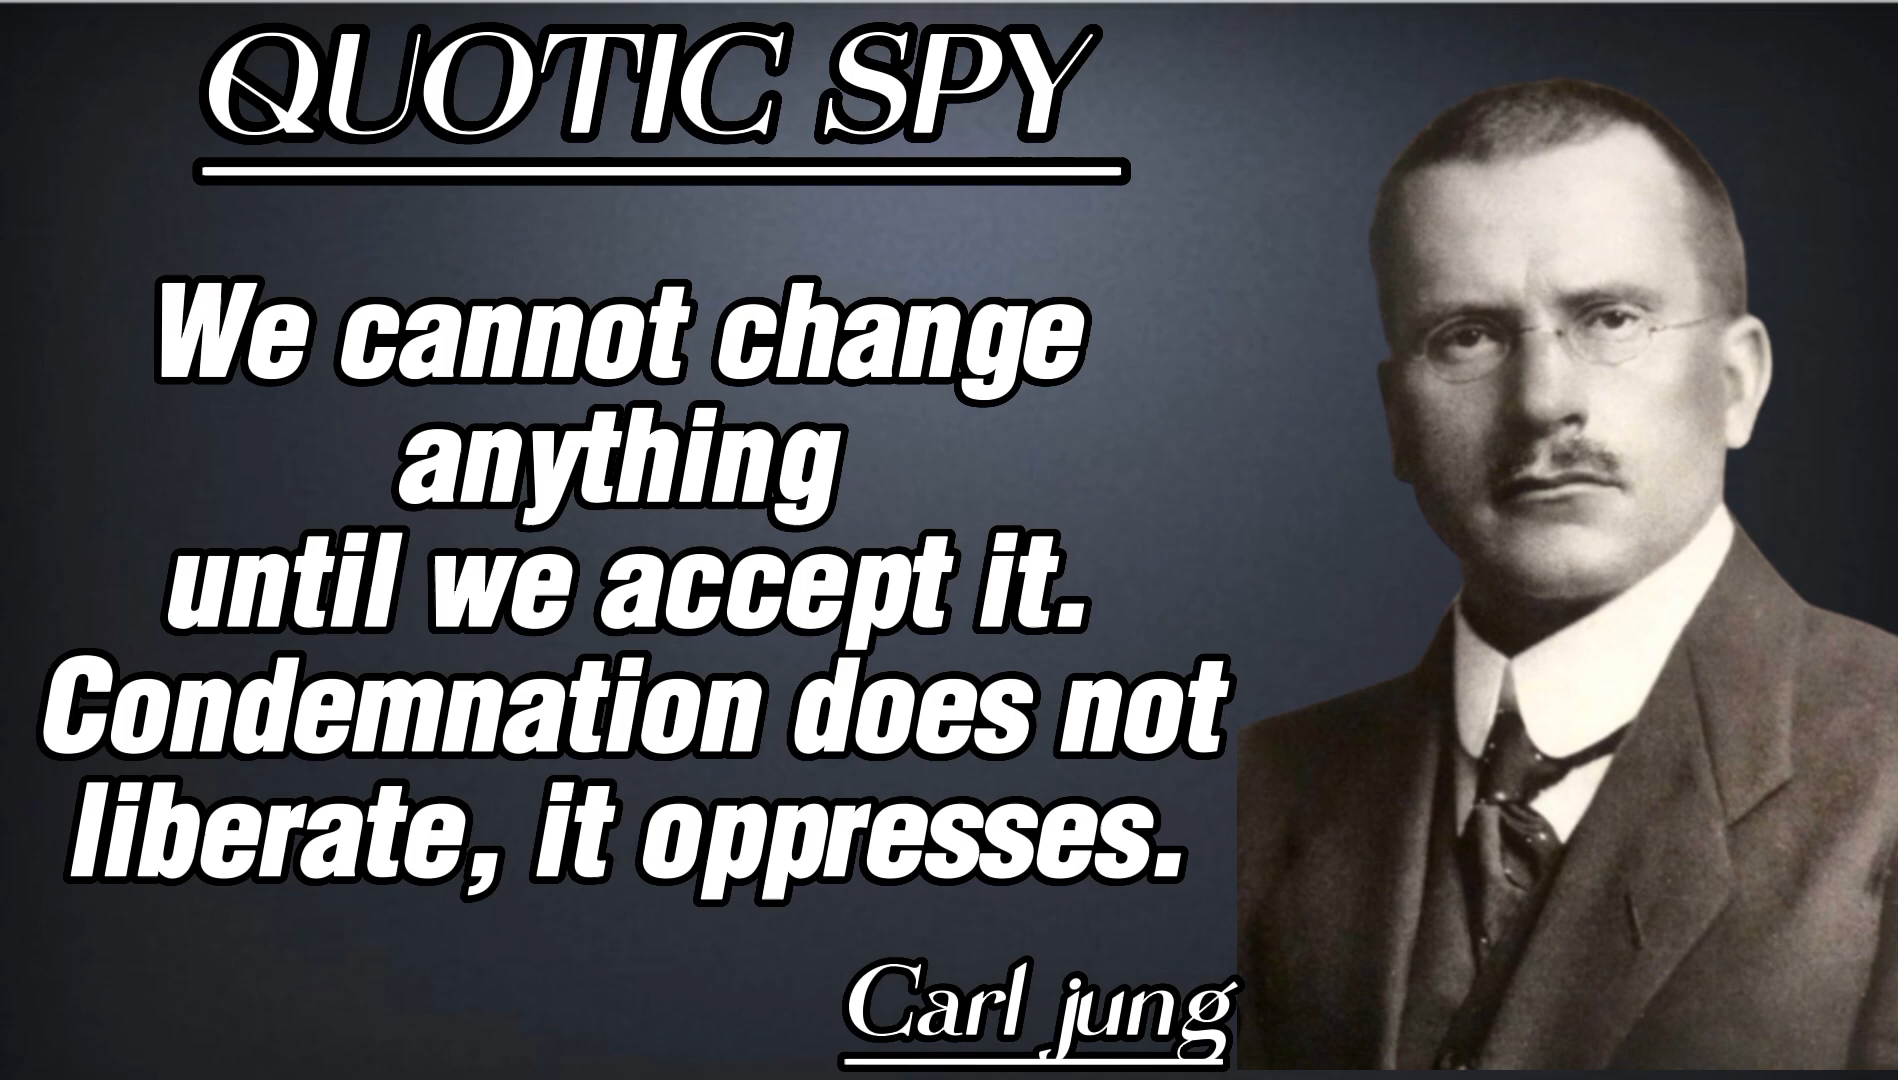 QUOTIC SPY
We cannot change
anything
until we accept it.
Condemnation does not
liberate, it oppresses.
Carl jung